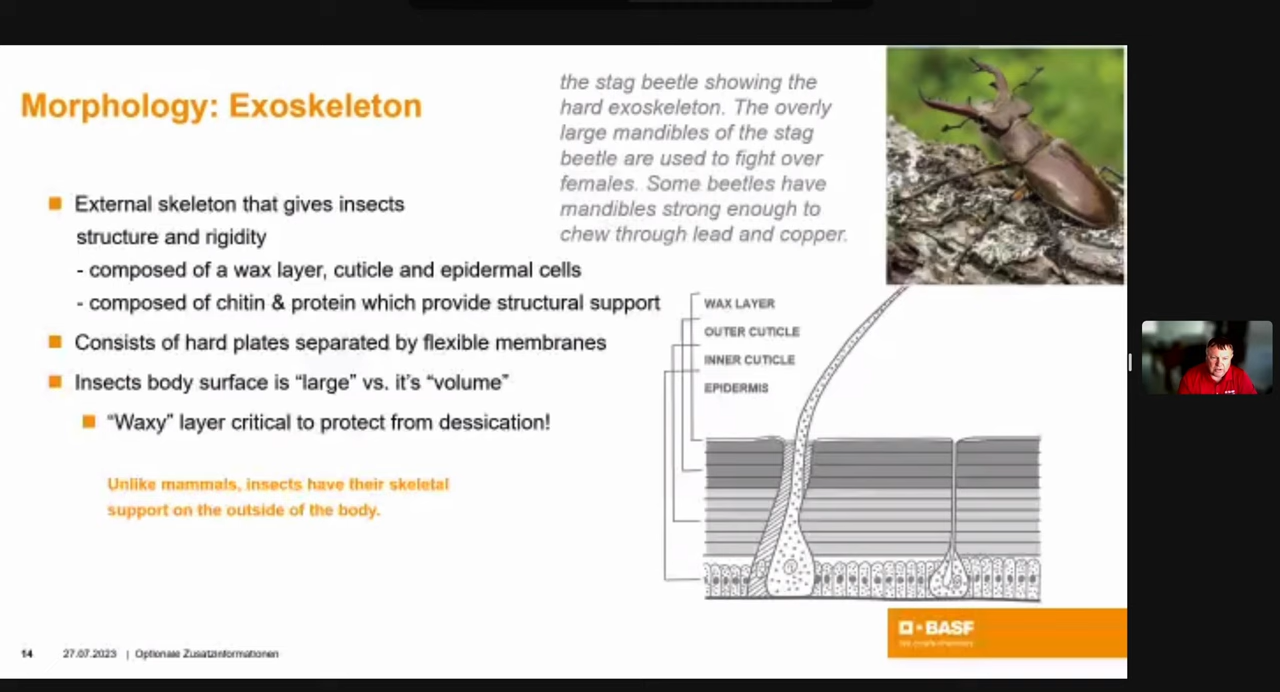 Morphology: Exoskeleton
the stag beetle showing the
hard exoskeleton. The overly
large mandibles of the stag
beetle are used to fight over
females. Some beetles have
mandibles strong enough to
chew through lead and copper.
External skeleton that gives insects
structure and rigidity
- composed of a wax layer, cuticle and epidermal cells
- composed of chitin & protein which provide structural support
Consists of hard plates separated by flexible membranes
Insects body surface is “large” vs. it’s “volume”
“Waxy” layer critical to protect from dessication!
Unlike mammals, insects have their skeletal
support on the outside of the body.
WAX LAYER
OUTER CUTICLE
INNER CUTICLE
EPIDERMIS
BASF
14 27.07.2023 | Optionale Zusatzinformationen